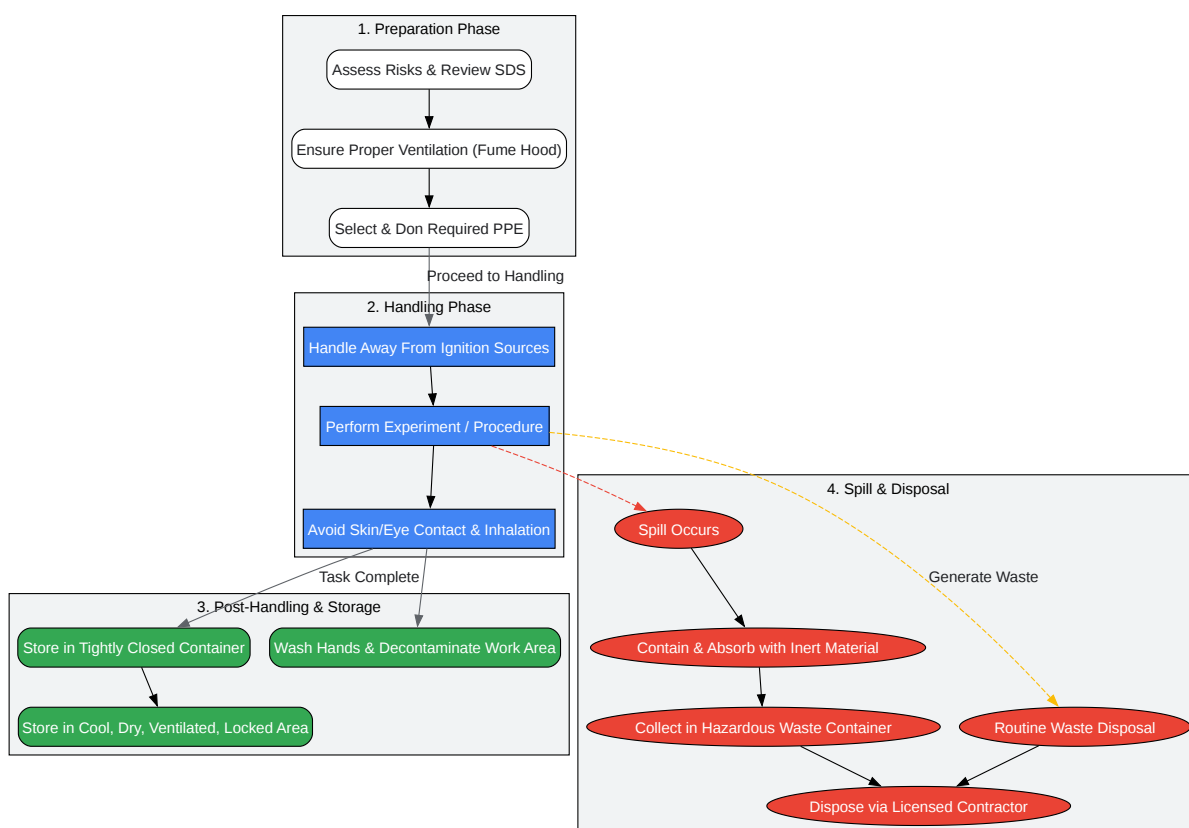 1. Preparation Phase
Assess Risks & Review SDS
Ensure Proper Ventilation (Fume Hood)
Select & Don Required PPE
Proceed to Handling
2. Handling Phase
Handle Away From Ignition Sources
Perform Experiment / Procedure
Avoid Skin/Eye Contact & Inhalation
Task Complete
3. Post-Handling & Storage
Store in Tightly Closed Container
Wash Hands & Decontaminate Work Area
Store in Cool, Dry, Ventilated, Locked Area
4. Spill & Disposal
Spill Occurs
Generate Waste
Contain & Absorb with Inert Material
Collect in Hazardous Waste Container
Routine Waste Disposal
Dispose via Licensed Contractor